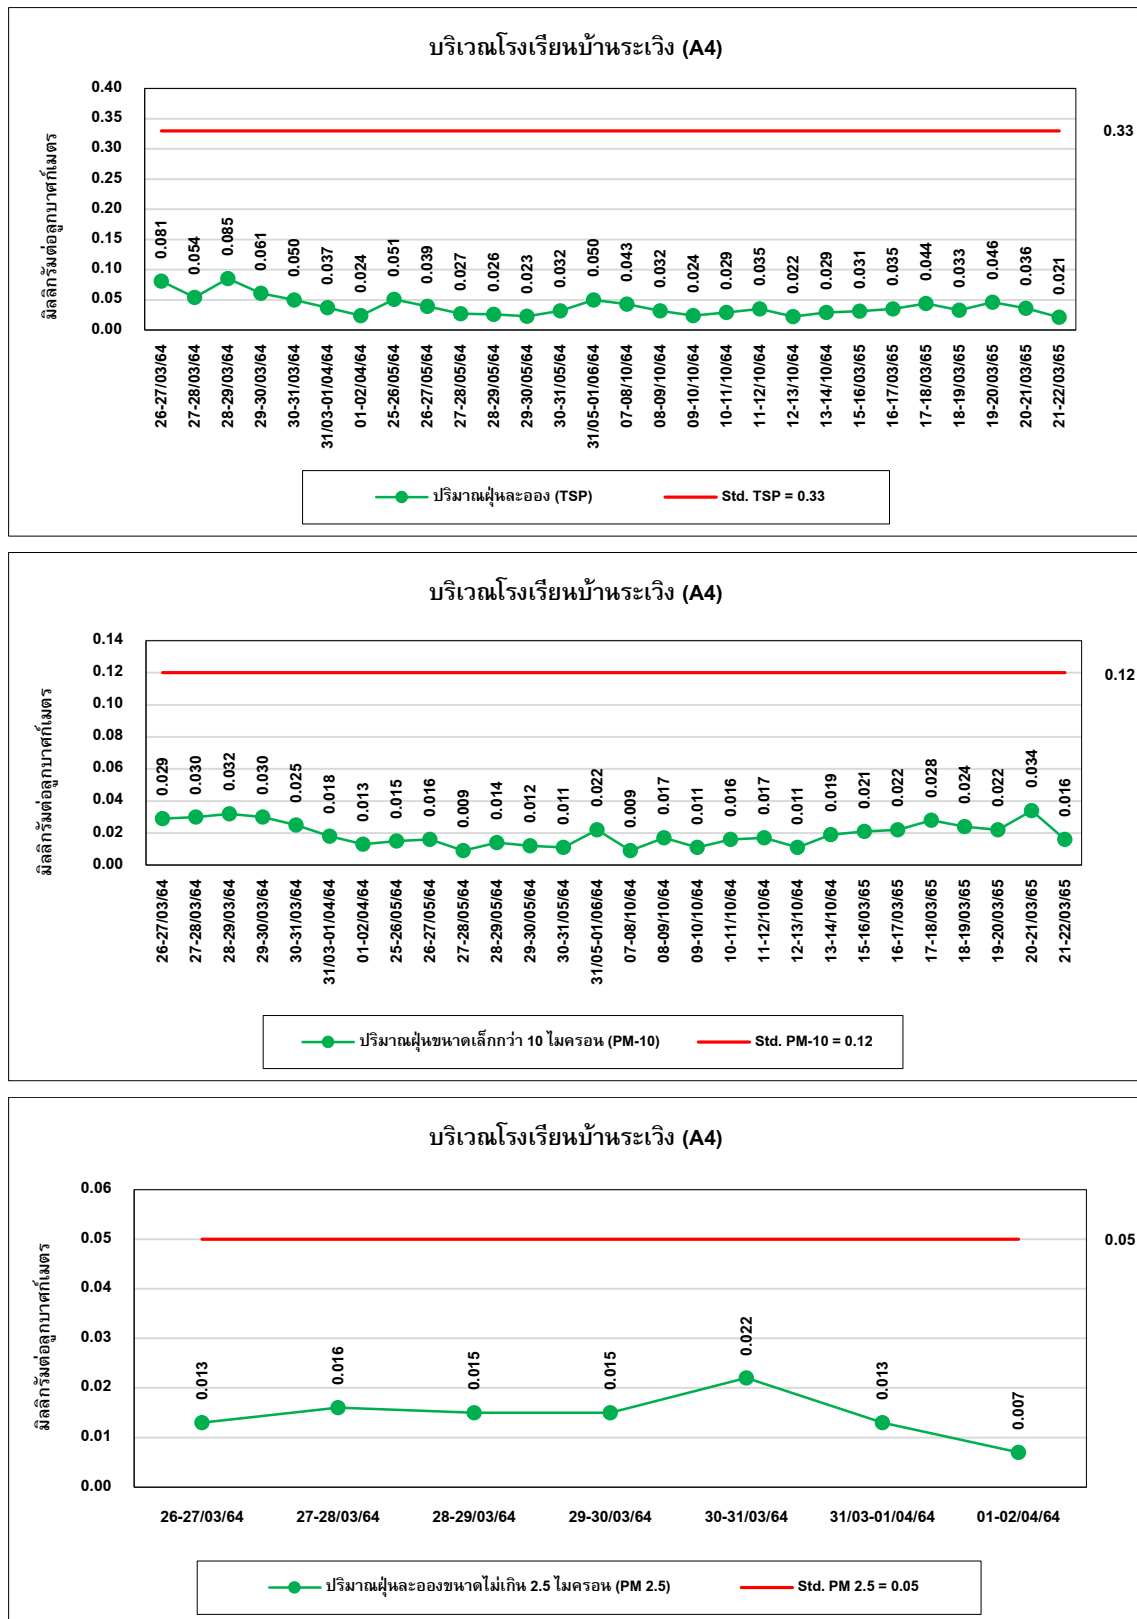 บริเวณโรงเรียนบ้านระเวิง (A4)
มิลลิกรัมต่อลูกบาศก์เมตร
0.40
0.35
0.30
0.25
0.20
0.15
0.10
0.05
0.00
0.33
0.081 0.054 0.085 0.061 0.050 0.037 0.024 0.051 0.039 0.027 0.026 0.023 0.032 0.050 0.043 0.032 0.024 0.029 0.035 0.022 0.029 0.031 0.035 0.044 0.033 0.046 0.036 0.021
26-27/03/64 27-28/03/64 28-29/03/64 29-30/03/64 30-31/03/64 31/03-01/04/64 01-02/04/64 25-26/05/64 26-27/05/64 27-28/05/64 28-29/05/64 29-30/05/64 30-31/05/64 31/05-01/06/64 07-08/10/64 08-09/10/64 09-10/10/64 10-11/10/64 11-12/10/64 12-13/10/64 13-14/10/64 15-16/03/65 16-17/03/65 17-18/03/65 18-19/03/65 19-20/03/65 20-21/03/65 21-22/03/65
ปริมาณฝุ่นละออง (TSP) Std. TSP = 0.33
บริเวณโรงเรียนบ้านระเวิง (A4)
มิลลิกรัมต่อลูกบาศก์เมตร
0.14
0.12
0.10
0.08
0.06
0.04
0.02
0.00
0.12
0.029 0.030 0.032 0.030 0.025 0.018 0.013 0.015 0.016 0.009 0.014 0.012 0.011 0.022 0.009 0.017 0.011 0.016 0.017 0.011 0.019 0.021 0.022 0.028 0.024 0.022 0.034 0.016
26-27/03/64 27-28/03/64 28-29/03/64 29-30/03/64 30-31/03/64 31/03-01/04/64 01-02/04/64 25-26/05/64 26-27/05/64 27-28/05/64 28-29/05/64 29-30/05/64 30-31/05/64 31/05-01/06/64 07-08/10/64 08-09/10/64 09-10/10/64 10-11/10/64 11-12/10/64 12-13/10/64 13-14/10/64 15-16/03/65 16-17/03/65 17-18/03/65 18-19/03/65 19-20/03/65 20-21/03/65 21-22/03/65
ปริมาณฝุ่นขนาดเล็กกว่า 10 ไมครอน (PM-10) Std. PM-10 = 0.12
บริเวณโรงเรียนบ้านระเวิง (A4)
มิลลิกรัมต่อลูกบาศก์เมตร
0.06
0.05
0.04
0.03
0.02
0.01
0.00
0.05
0.013 0.016 0.015 0.015 0.022 0.013 0.007
26-27/03/64 27-28/03/64 28-29/03/64 29-30/03/64 30-31/03/64 31/03-01/04/64 01-02/04/64
ปริมาณฝุ่นละอองขนาดไม่เกิน 2.5 ไมครอน (PM 2.5) Std. PM 2.5 = 0.05